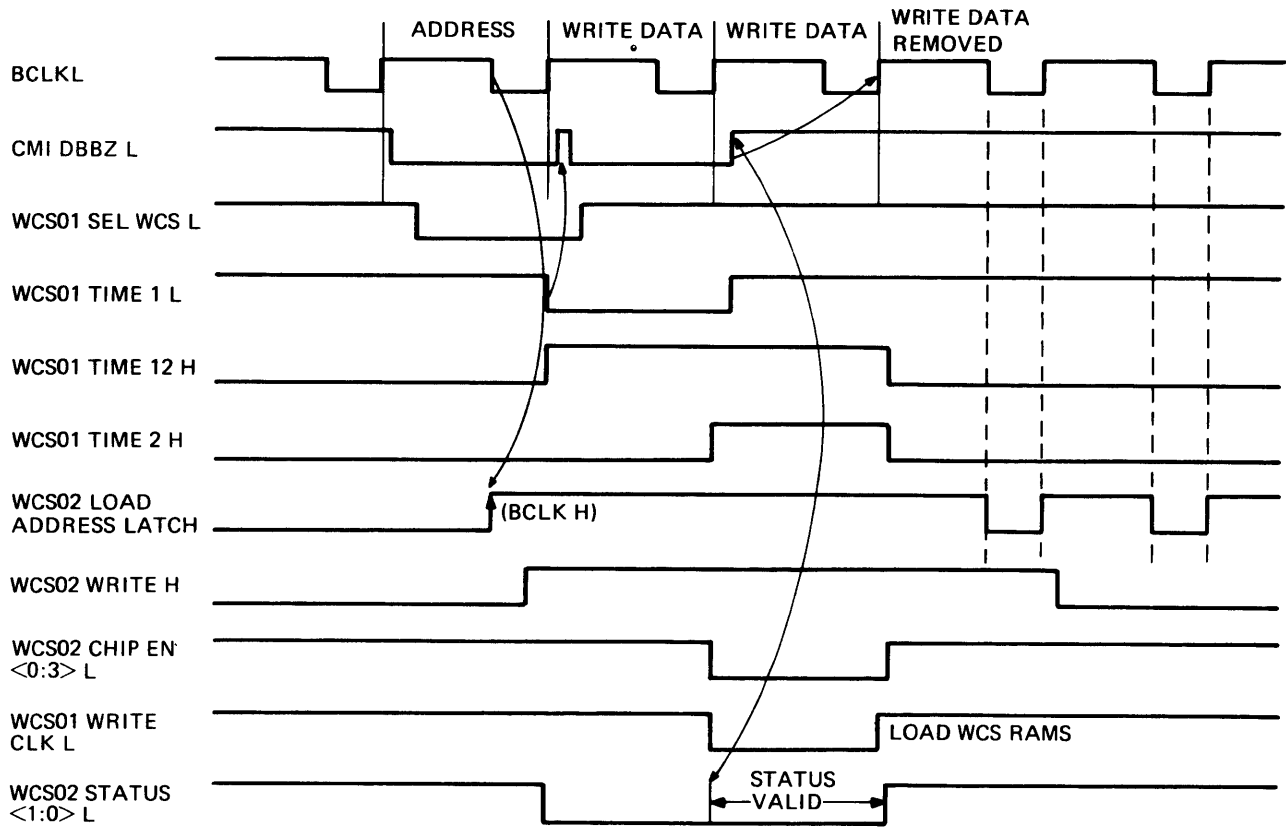 ADDRESS
WRITE DATA
WRITE DATA
WRITE DATA
REMOVED
BCLKL
CMI DBBZ L
WCS01 SEL WCS L
WCS01 TIME 1 L
WCS01 TIME 12 H
WCS01 TIME 2 H
WCS02 LOAD
ADDRESS LATCH
(BCLK H)
WCS02 WRITE H
WCS02 CHIP EN
<0:3> L
WCS01 WRITE
CLK L
LOAD WCS RAMS
WCS02 STATUS
<1:0> L
STATUS
VALID